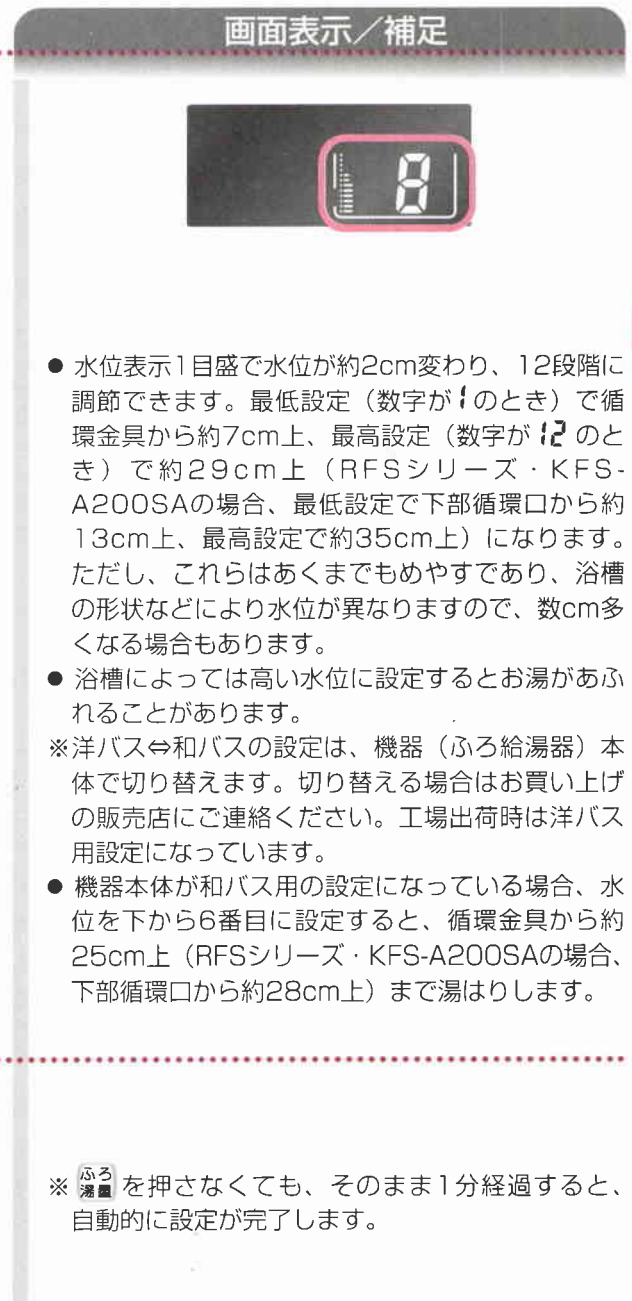 画面表示／補足
8
● 水位表示1目盛で水位が約2cm変わり、12段階に
調節できます。最低設定（数字が1のとき）で循
環金具から約7cm上、最高設定（数字が12のと
き）で約29cm上（RFSシリーズ・KFS-
A200SAの場合、最低設定で下部循環口から約
13cm上、最高設定で約35cm上）になります。
ただし、これらはあくまでもめやすであり、浴槽
の形状などにより水位が異なりますので、数cm多
くなる場合もあります。
● 浴槽によっては高い水位に設定するとお湯があふ
れることがあります。
※洋バス⇔和バスの設定は、機器（ふろ給湯器）本
体で切り替えます。切り替える場合はお買い上げ
の販売店にご連絡ください。工場出荷時は洋バス
用設定になっています。
● 機器本体が和バス用の設定になっている場合、水
位を下から6番目に設定すると、循環金具から約
25cm上（RFSシリーズ・KFS-A200SAの場合、
下部循環口から約28cm上）まで湯はりします。
※ ふろ湯量 を押さなくても、そのまま1分経過すると、
自動的に設定が完了します。